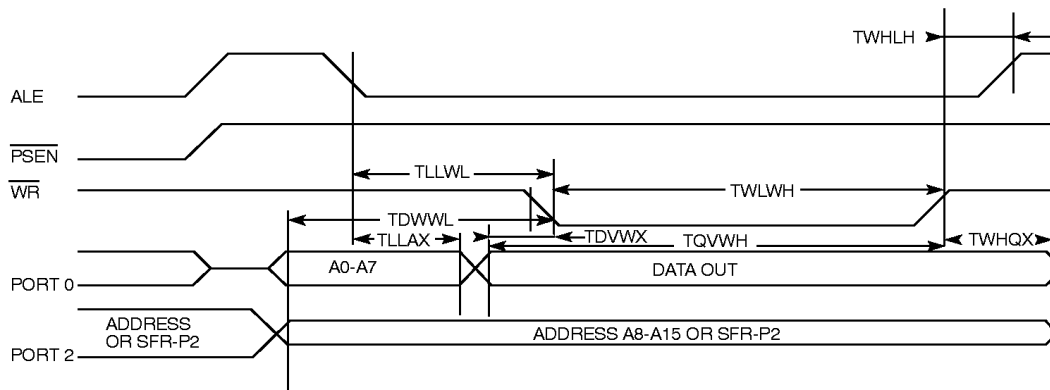 TWHLH
ALE
PSEN
TLLWL
WR
TWLWH
TDWWL
TLLAX
TDVWX
TQVWH
TWHQX
A0-A7
DATA OUT
PORT 0
ADDRESS
OR SFR-P2
ADDRESS A8-A15 OR SFR-P2
PORT 2